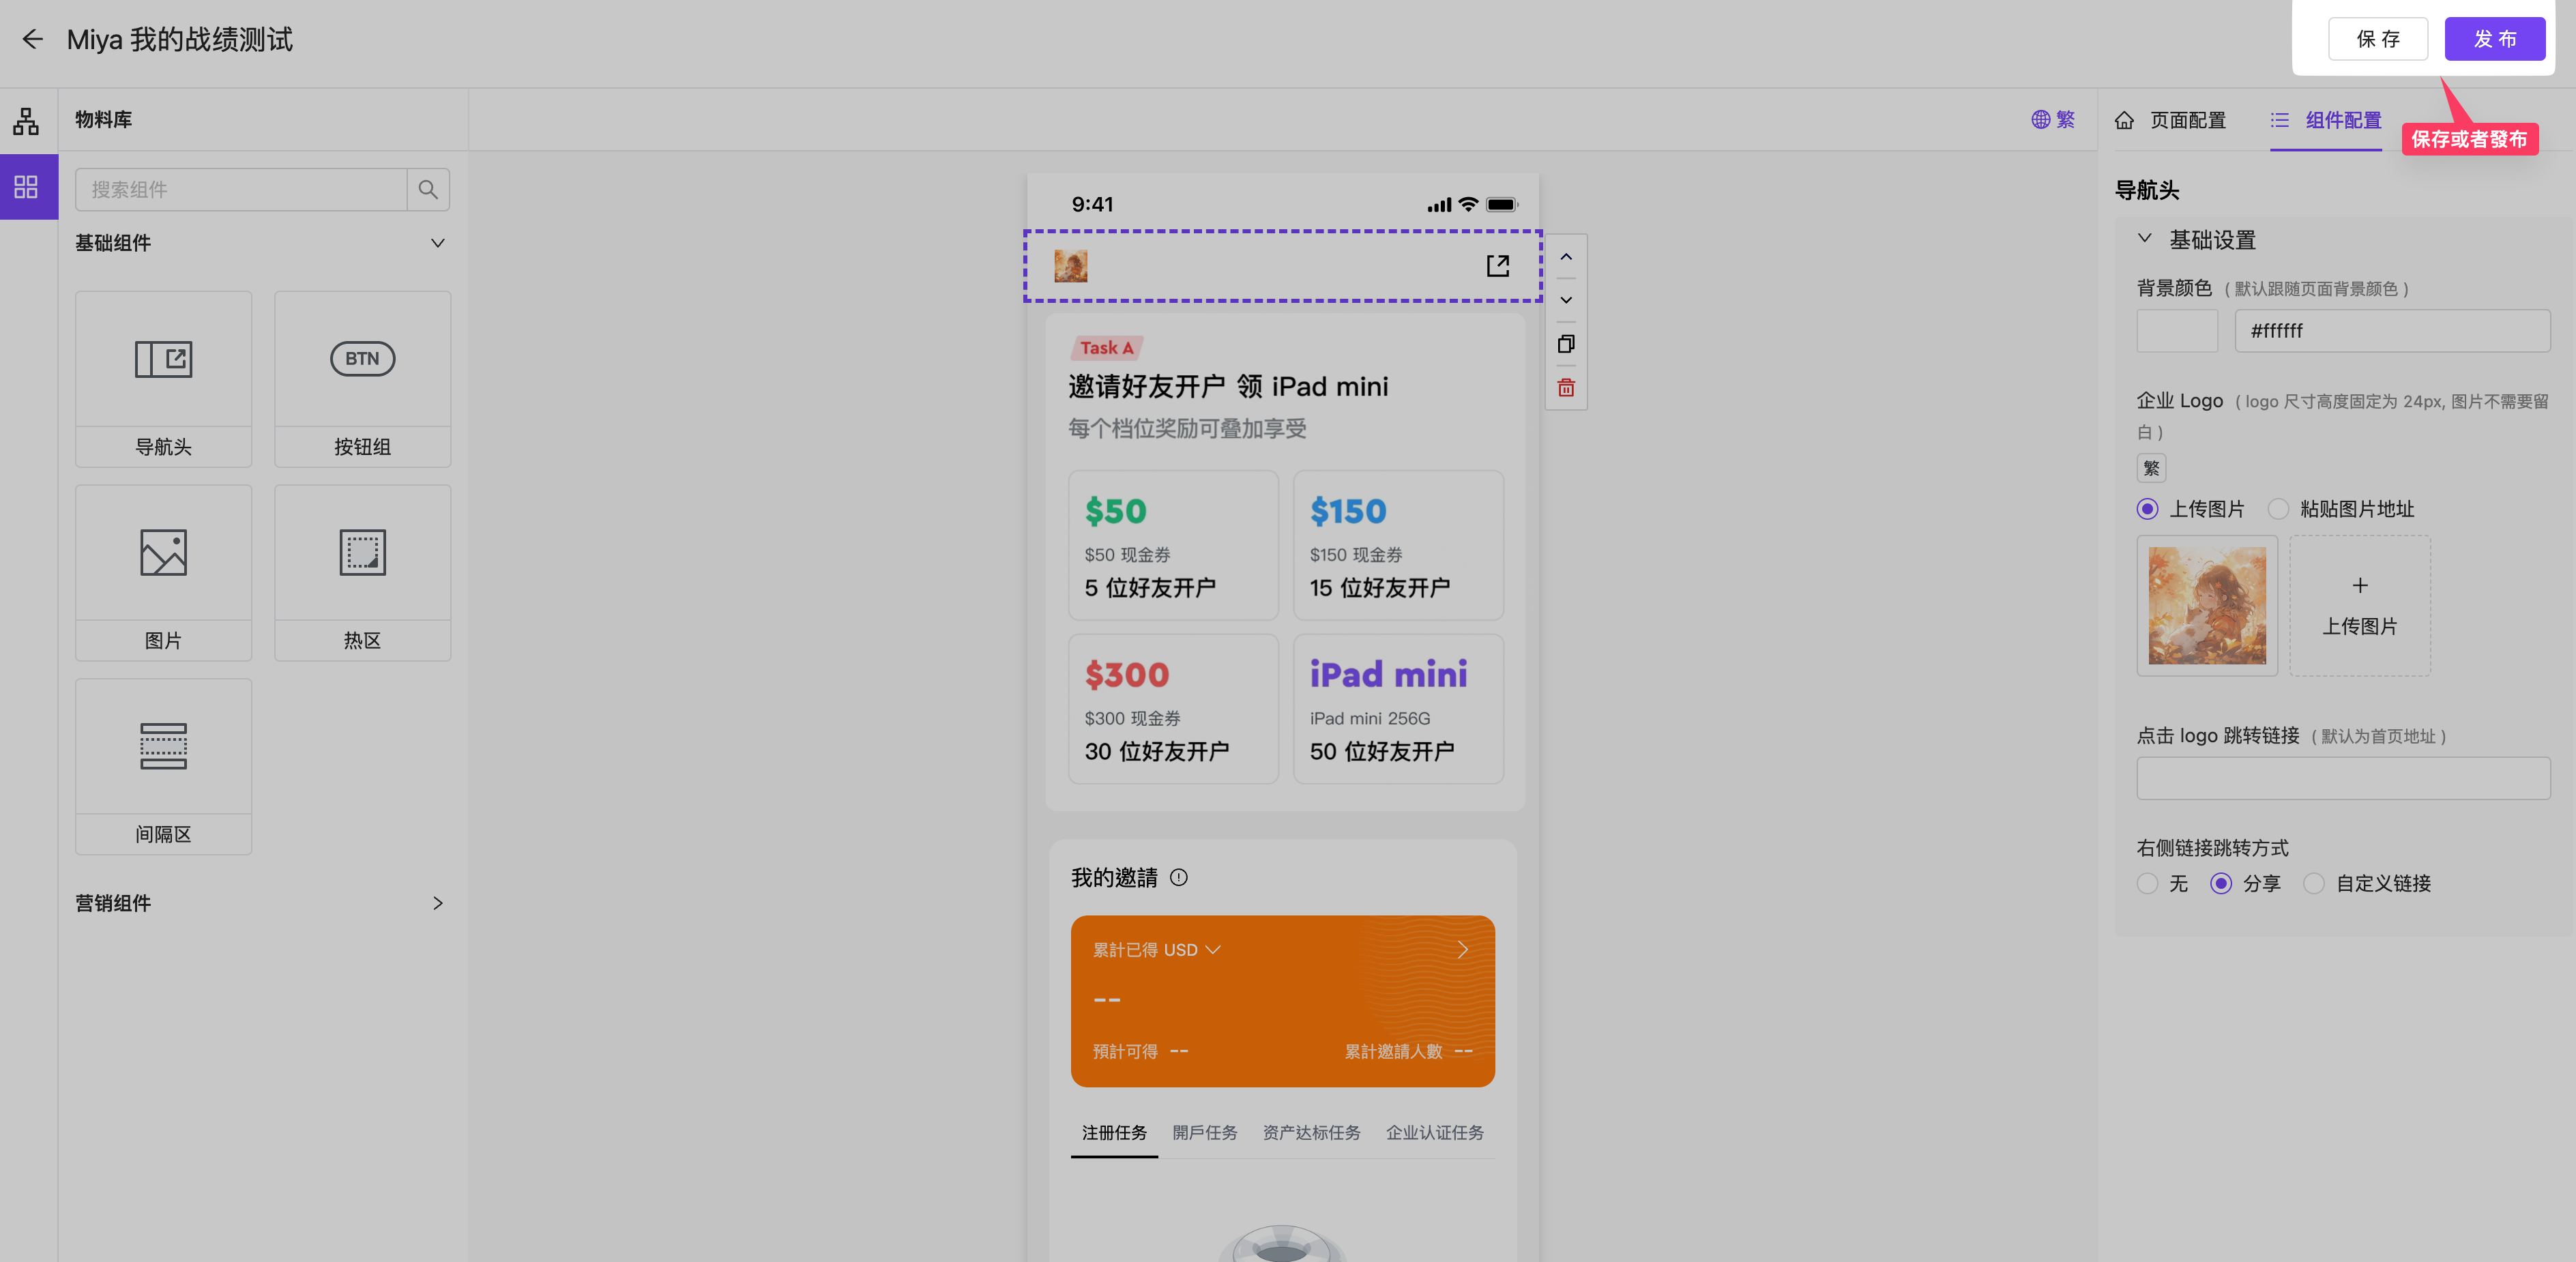 Miya 我的战绩测试
保存
发布
物料库
繁
页面配置
组件配置
保存或者發布
搜索组件
基础组件
导航头
BTN
按钮组
图片
热区
间隔区
营销组件
9:41
Task A
邀请好友开户 领 iPad mini
每个档位奖励可叠加享受
$50
$50 现金券
5 位好友开户
$150
$150 现金券
15 位好友开户
$300
$300 现金券
30 位好友开户
iPad mini
iPad mini 256G
50 位好友开户
我的邀請
累計已得 USD
--
預計可得 --
累計邀請人數 --
注册任务
開戶任务
资产达标任务
企业认证任务
导航头
基础设置
背景颜色 ( 默认跟随页面背景颜色 )
#ffffff
企业 Logo ( logo 尺寸高度固定为 24px, 图片不需要留
白 )
繁
上传图片
粘贴图片地址
+
上传图片
点击 logo 跳转链接 ( 默认为首页地址 )
右侧链接跳转方式
无
分享
自定义链接